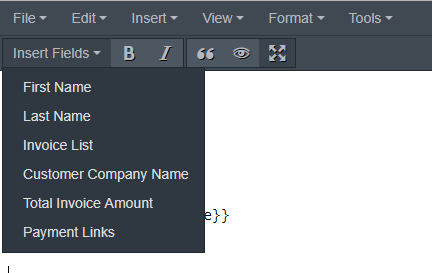 File Edit Insert View Format Tools
Insert Fields B I
First Name
Last Name
Invoice List
Customer Company Name
Total Invoice Amount
e}}
Payment Links